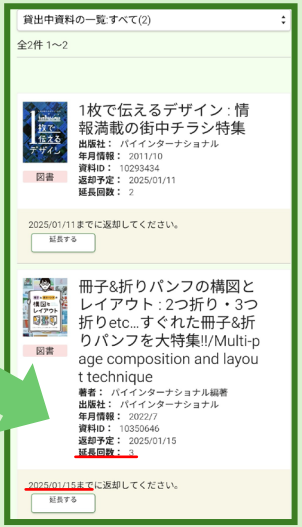 貸出中資料の一覧:すべて(2)
全2件 1～2
1枚で伝えるデザイン : 情
報満載の街中チラシ特集
出版社： パイインターナショナル
年月情報： 2011/10
資料ID： 10293434
返却予定： 2025/01/11
延長回数： 2
図書
2025/01/11までに返却してください。
延長する
冊子&折りパンフの構図と
レイアウト : 2つ折り・3つ
折りetc…すぐれた冊子&折
りパンフを大特集!!/Multi-p
age composition and layou
t technique
著者： パイインターナショナル編著
出版社： パイインターナショナル
年月情報： 2022/7
資料ID： 10350646
返却予定： 2025/01/15
延長回数： 3
図書
2025/01/15までに返却してください。
延長する